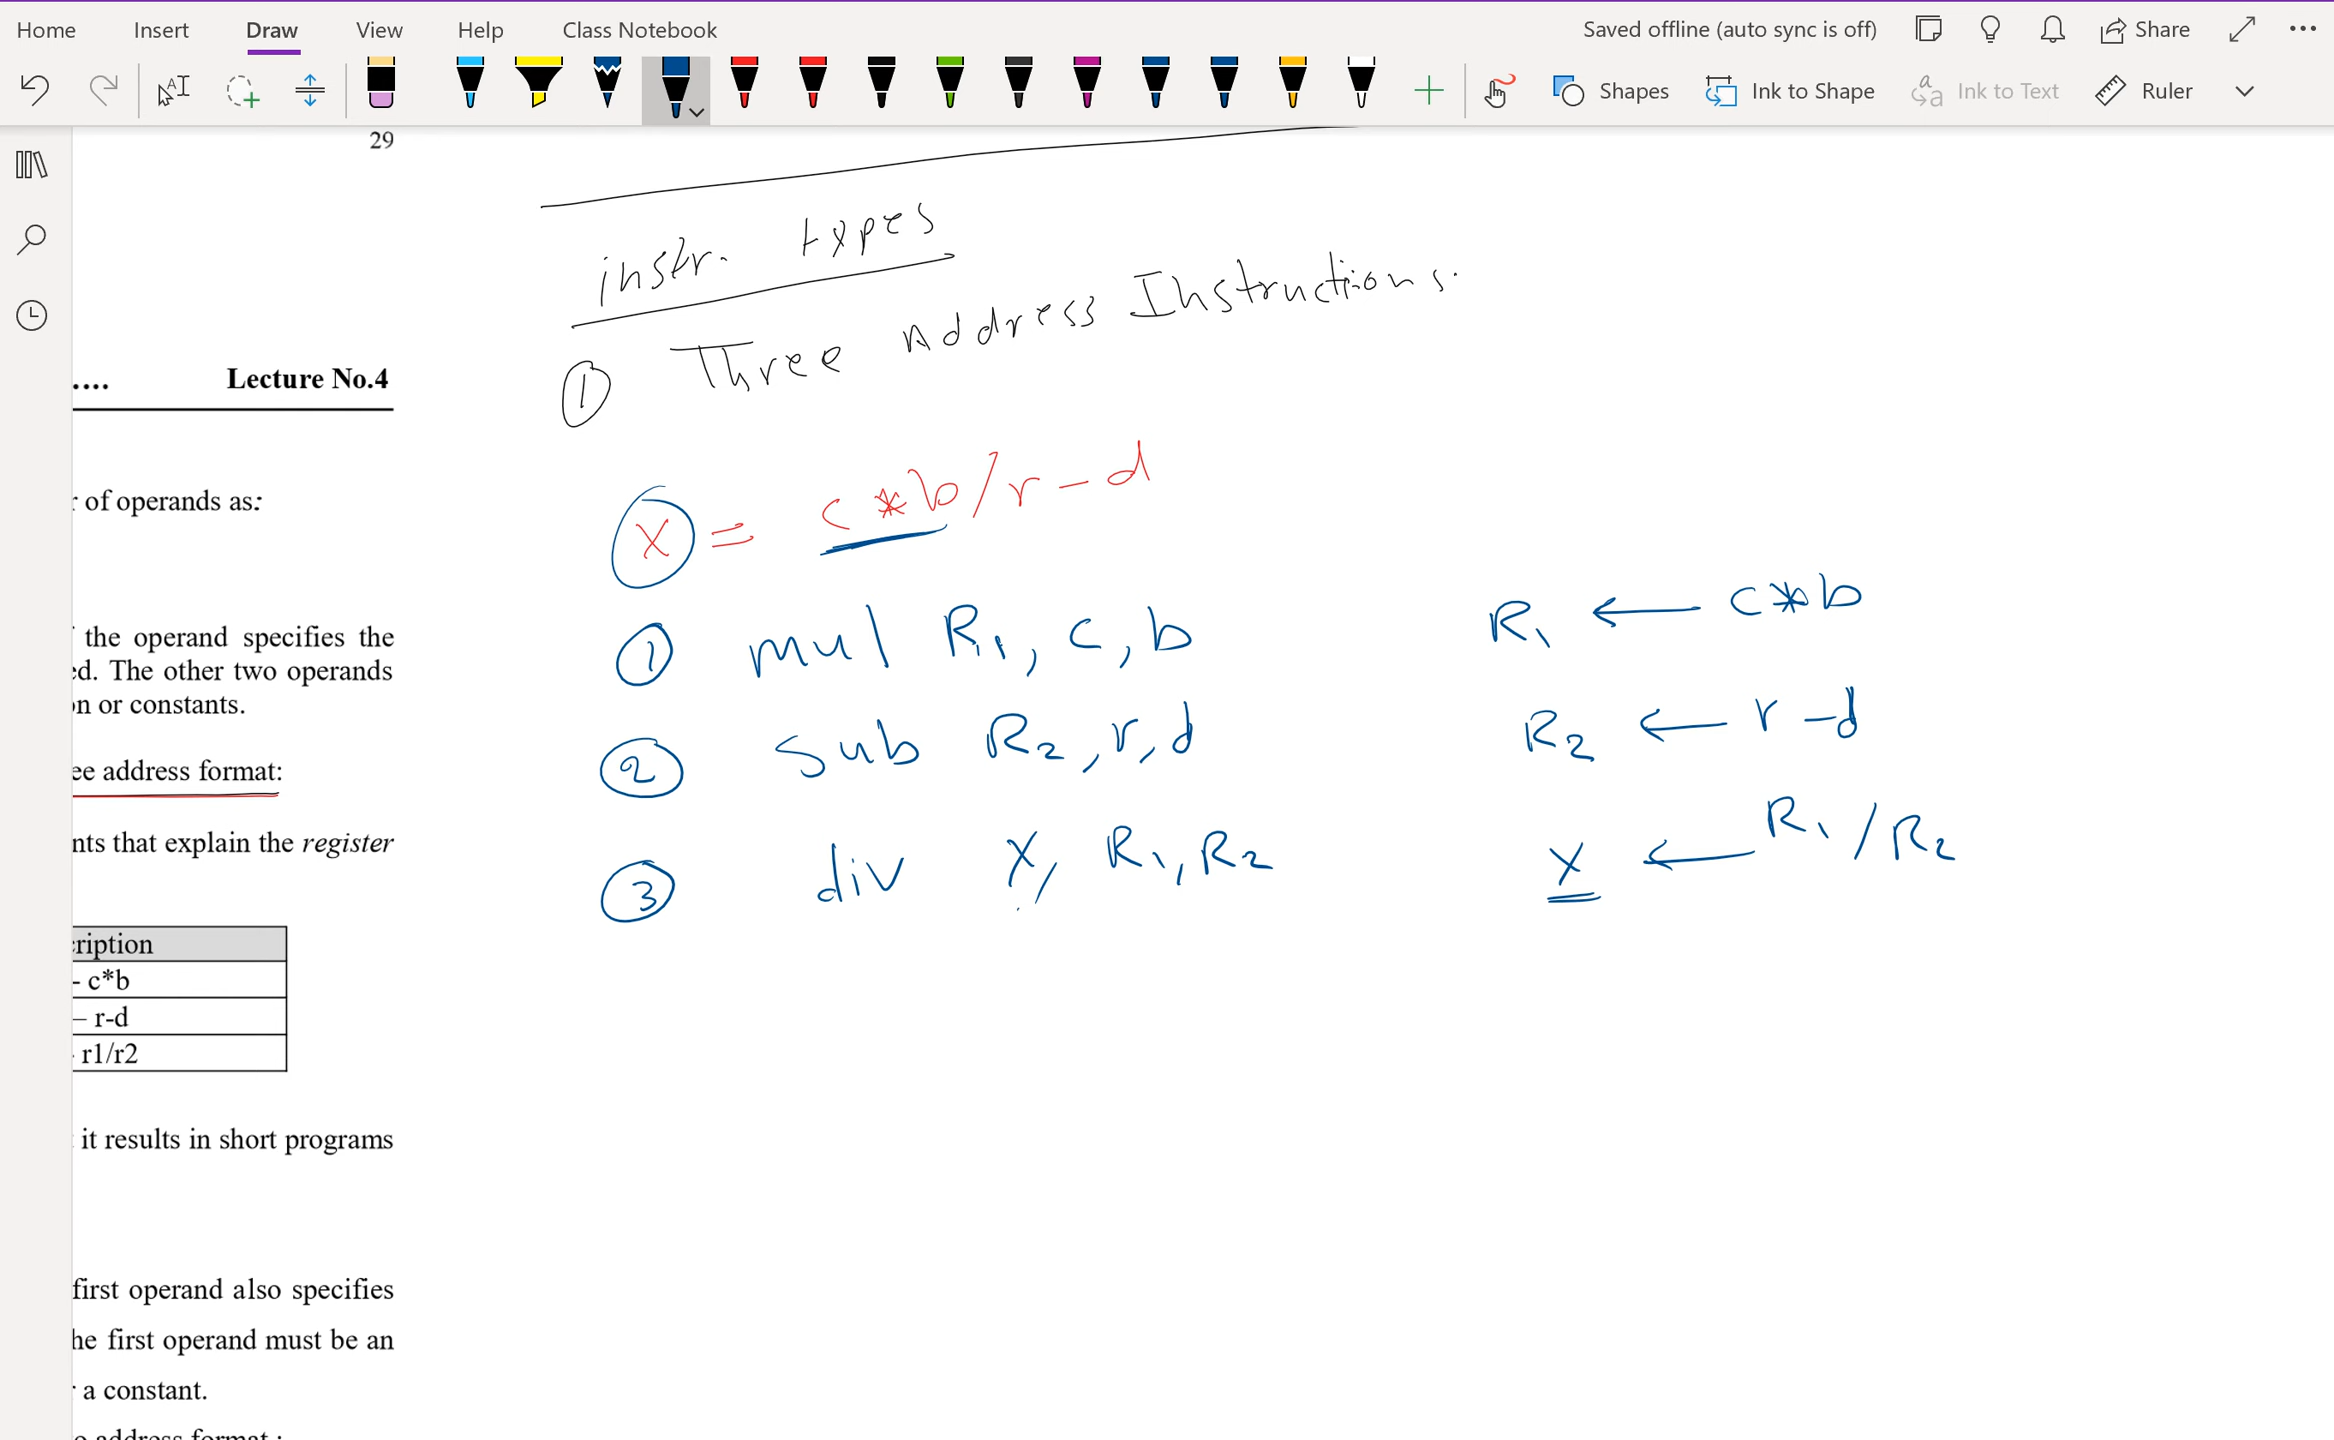 Home Insert Draw View Help Class Notebook Saved offline (auto sync is off) Share
Shapes Ink to Shape Ink to Text Ruler
29
.... Lecture No.4
of operands as:
the operand specifies the
ed. The other two operands
on or constants.
ee address format:
nts that explain the register
ription
- c*b
– r-d
r1/r2
it results in short programs
first operand also specifies
he first operand must be an
a constant.
o address format :
instr. types
① Three Address Instructions.
X = c*b/r-d
① mul R1, c, b R1 ← c*b
② sub R2, r, d R2 ← r-d
③ div X, R1, R2 X ← R1/R2